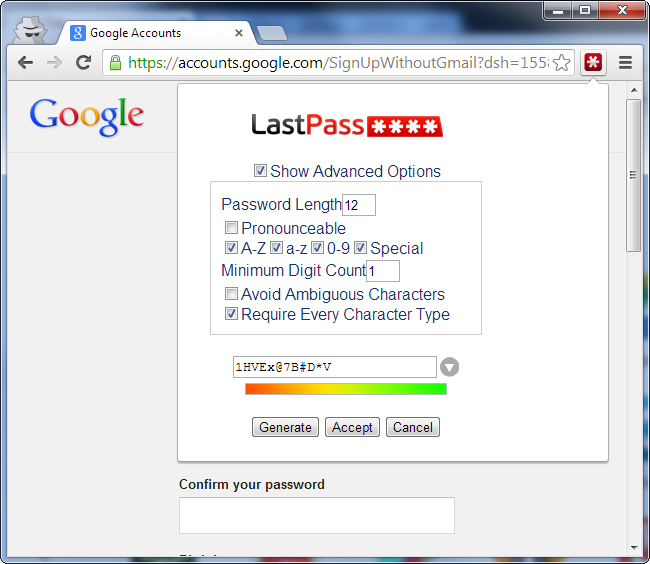 Google Accounts
https://accounts.google.com/SignUpWithoutGmail?dsh=155
Google
LastPass ****
Show Advanced Options
Password Length 12
Pronounceable
A-Z a-z 0-9 Special
Minimum Digit Count 1
Avoid Ambiguous Characters
Require Every Character Type
1HVEx@7B#D*V
Generate Accept Cancel
Confirm your password